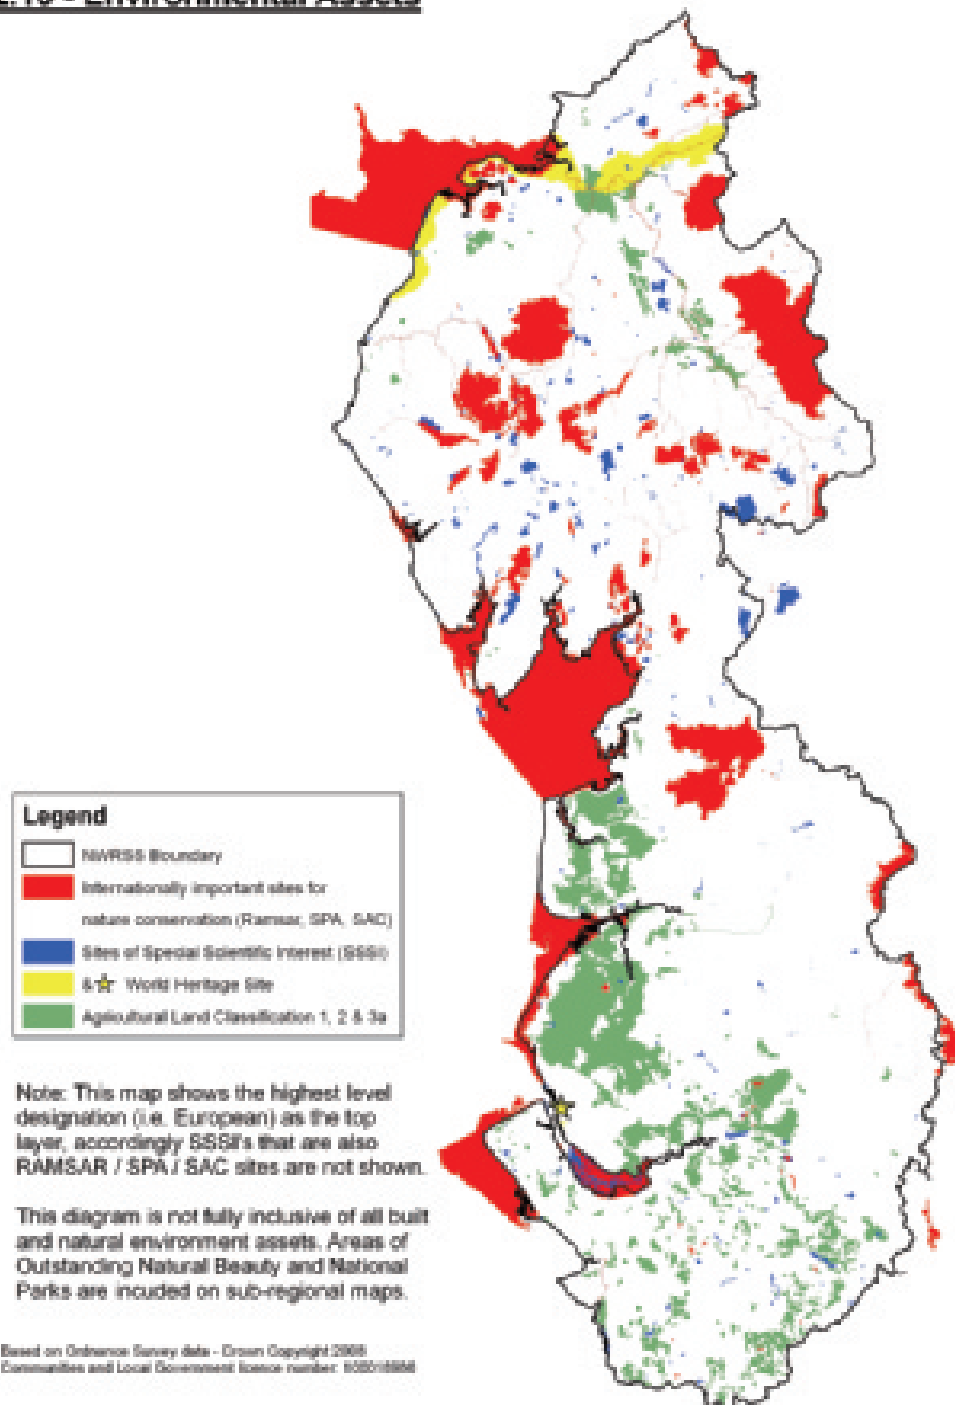 - Environmental Assets
Legend
NWRSS Boundary
Internationally important sites for
nature conservation (Ramsar, SPA, SAC)
Sites of Special Scientific Interest (SSSI)
& World Heritage Site
Agricultural Land Classification 1, 2 & 3a
Note: This map shows the highest level
designation (i.e. European) as the top
layer, accordingly SSSI's that are also
RAMSAR / SPA / SAC sites are not shown.
This diagram is not fully inclusive of all built
and natural environment assets. Areas of
Outstanding Natural Beauty and National
Parks are incuded on sub-regional maps.
Based on Ordnance Survey data - Crown Copyright 2008
Communities and Local Government licence number: